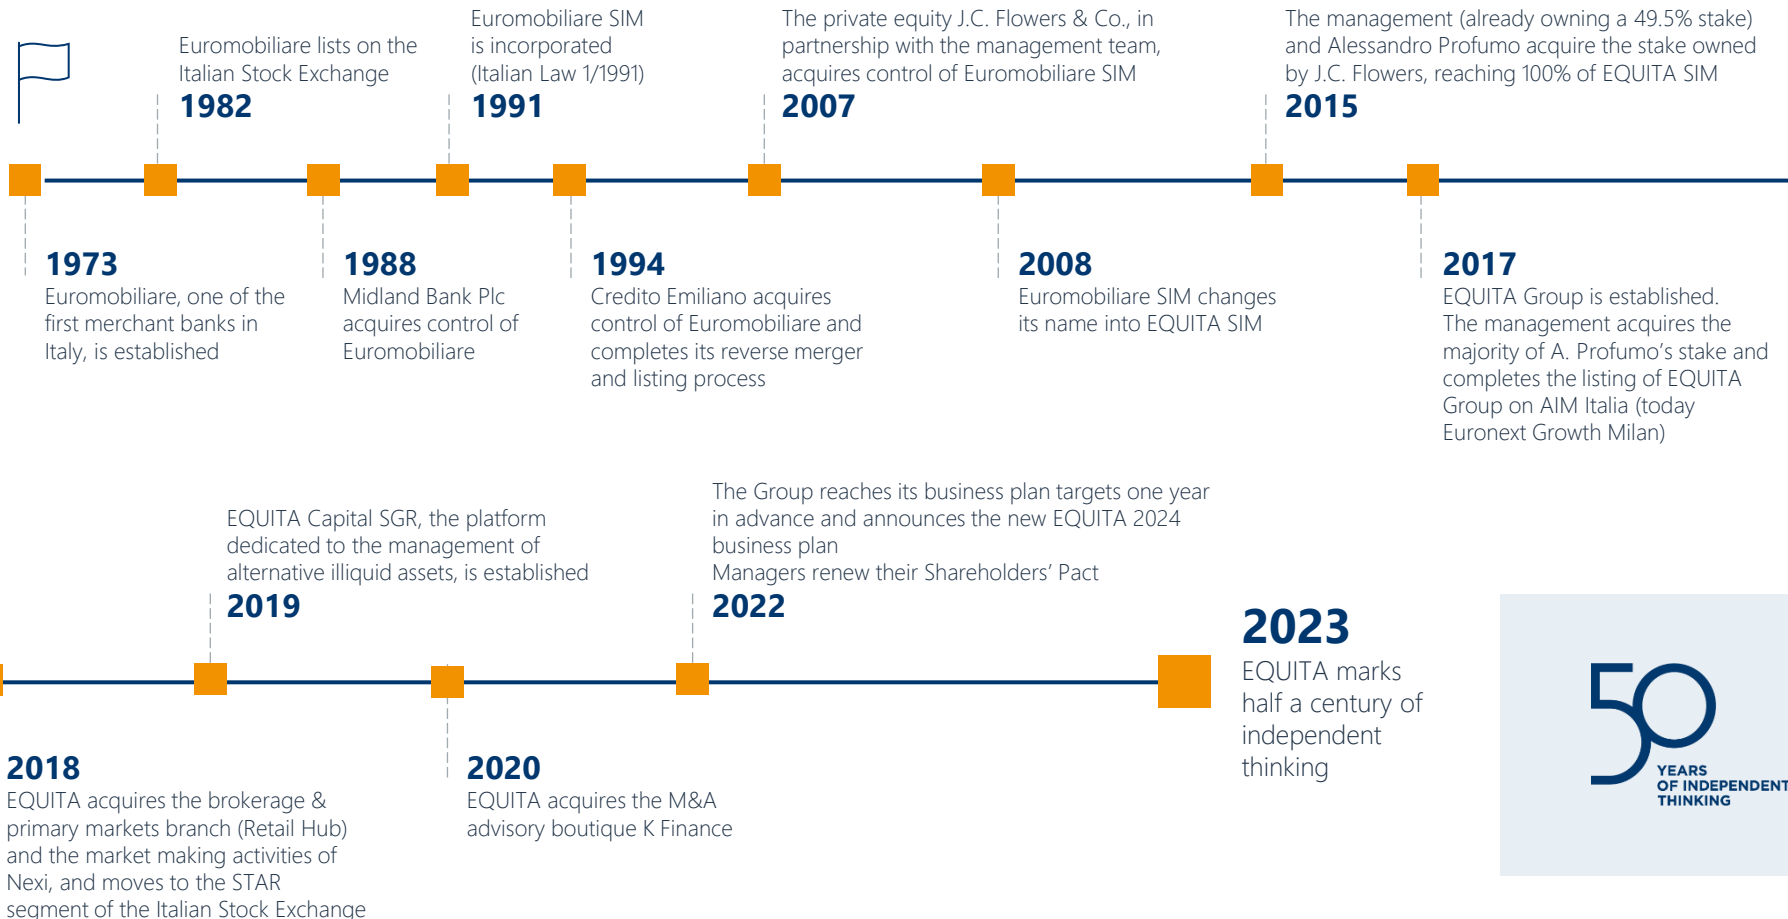 Euromobiliare lists on the
Italian Stock Exchange
1982
Euromobiliare SIM
is incorporated
(Italian Law 1/1991)
1991
The private equity J.C. Flowers & Co., in
partnership with the management team,
acquires control of Euromobiliare SIM
2007
The management (already owning a 49.5% stake)
and Alessandro Profumo acquire the stake owned
by J.C. Flowers, reaching 100% of EQUITA SIM
2015
1973
Euromobiliare, one of the
first merchant banks in
Italy, is established
1988
Midland Bank Plc
acquires control of
Euromobiliare
1994
Credito Emiliano acquires
control of Euromobiliare and
completes its reverse merger
and listing process
2008
Euromobiliare SIM changes
its name into EQUITA SIM
2017
EQUITA Group is established.
The management acquires the
majority of A. Profumo’s stake and
completes the listing of EQUITA
Group on AIM Italia (today
Euronext Growth Milan)
EQUITA Capital SGR, the platform
dedicated to the management of
alternative illiquid assets, is established
2019
The Group reaches its business plan targets one year
in advance and announces the new EQUITA 2024
business plan
Managers renew their Shareholders’ Pact
2022
2018
EQUITA acquires the brokerage &
primary markets branch (Retail Hub)
and the market making activities of
Nexi, and moves to the STAR
segment of the Italian Stock Exchange
2020
EQUITA acquires the M&A
advisory boutique K Finance
2023
EQUITA marks
half a century of
independent
thinking
50
YEARS
OF INDEPENDENT
THINKING